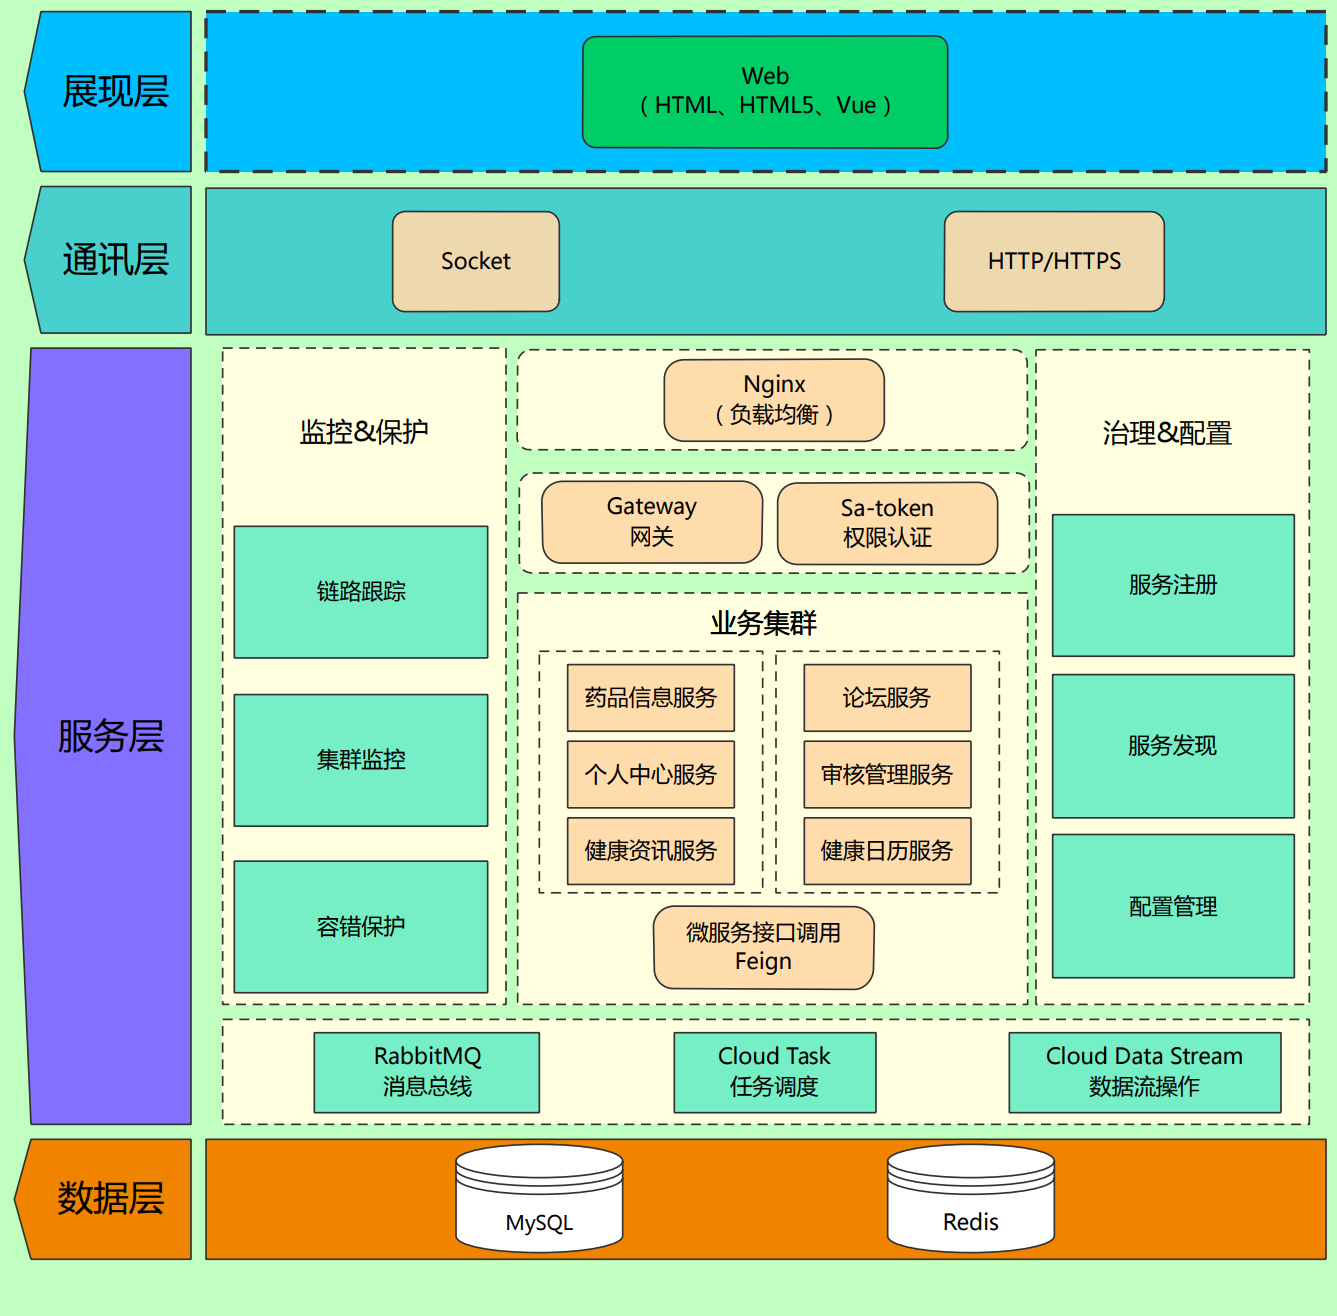 展现层
Web
（HTML、HTML5、Vue）
通讯层
Socket
HTTP/HTTPS
服务层
监控&保护
链路跟踪
集群监控
容错保护
Nginx
（负载均衡）
Gateway
网关
Sa-token
权限认证
业务集群
药品信息服务
个人中心服务
健康资讯服务
论坛服务
审核管理服务
健康日历服务
微服务接口调用
Feign
治理&配置
服务注册
服务发现
配置管理
RabbitMQ
消息总线
Cloud Task
任务调度
Cloud Data Stream
数据流操作
数据层
MySQL
Redis